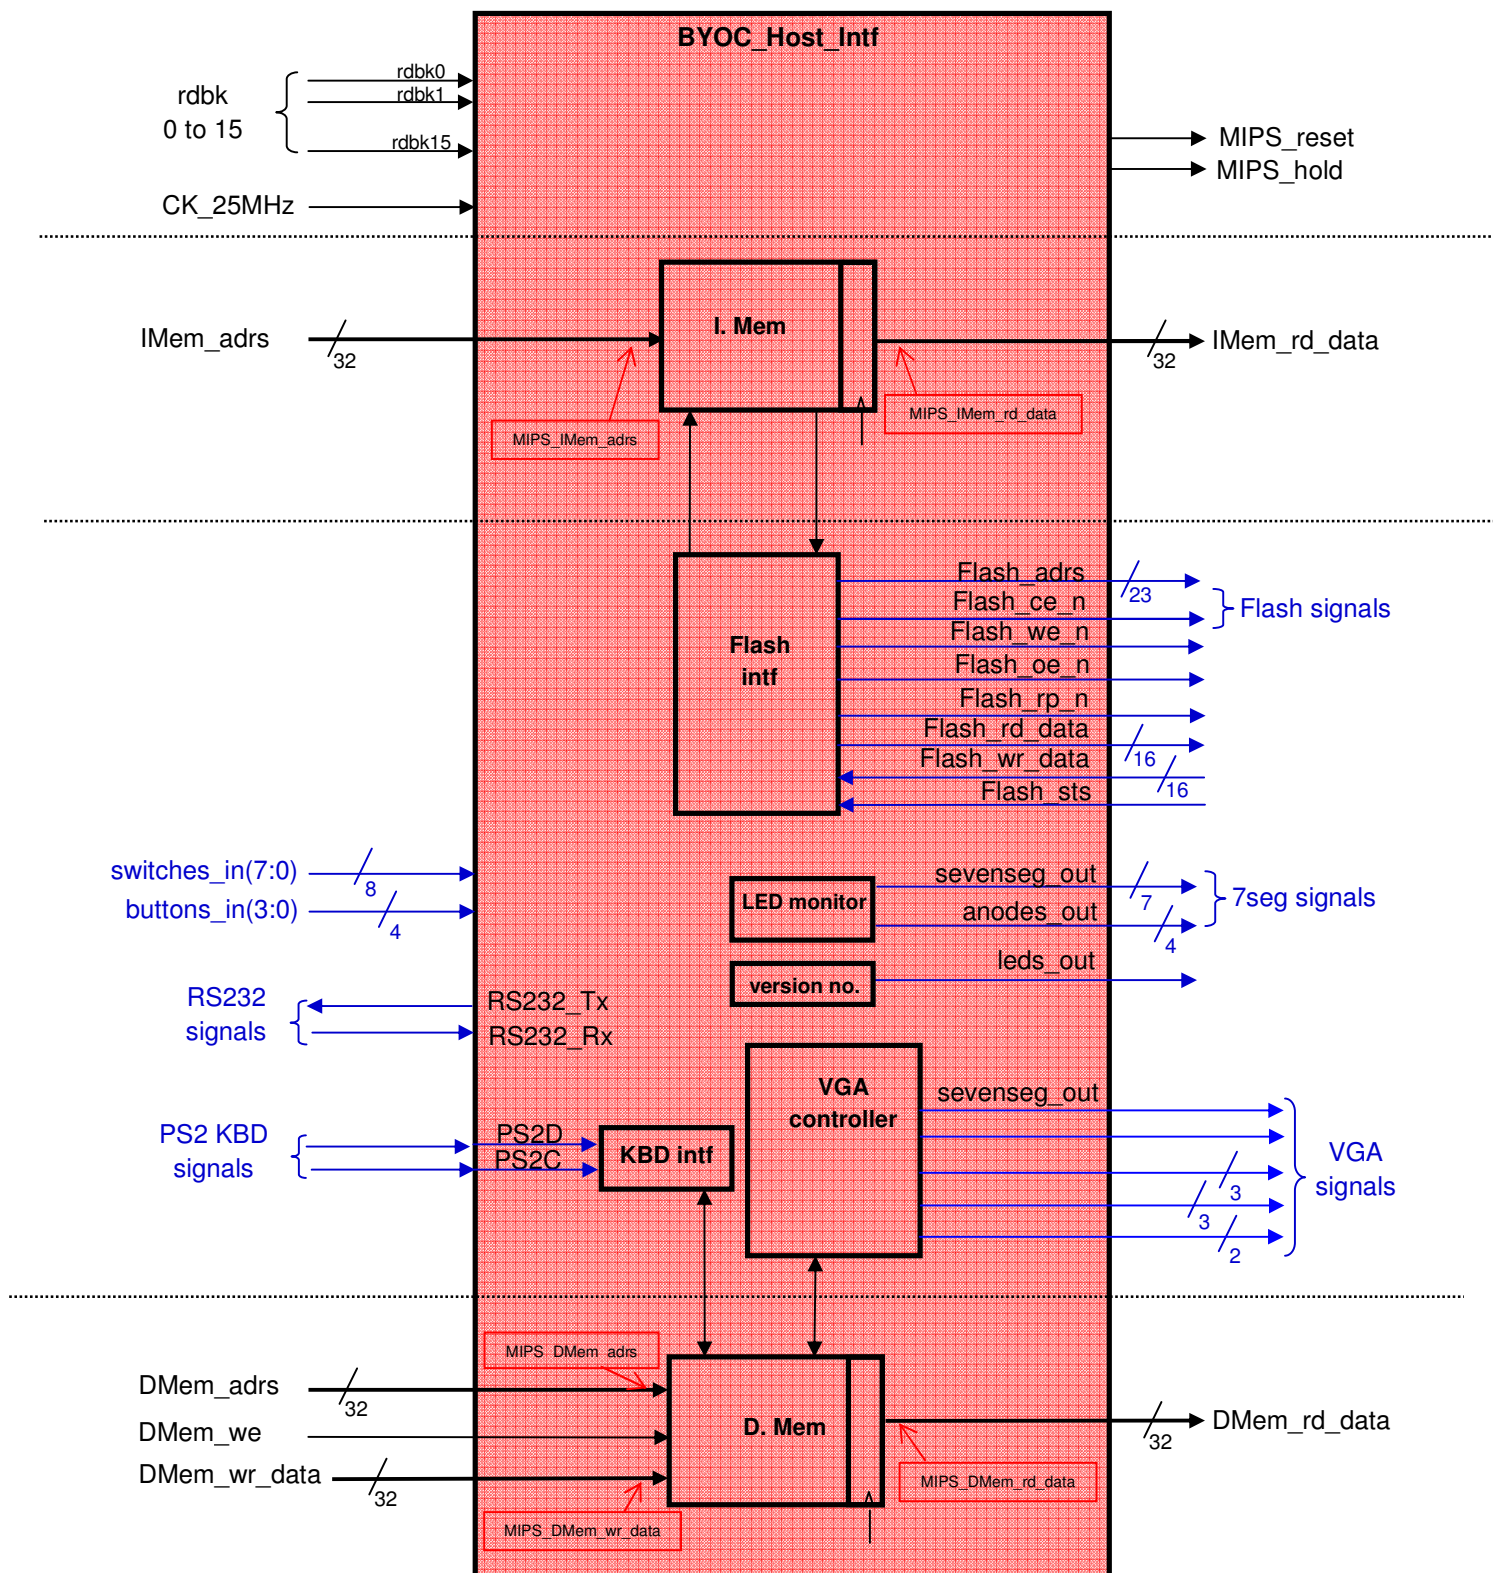 BYOC_Host_Intf
rdbk0
rdbk1
rdbk
0 to 15
rdbk15
MIPS_reset
MIPS_hold
CK_25MHz
I. Mem
IMem_adrs
32
32
IMem_rd_data
MIPS_IMem_adrs
MIPS_IMem_rd_data
Flash_adrs
23
Flash_ce_n
Flash signals
Flash_we_n
Flash
intf
Flash_oe_n
Flash_rp_n
Flash_rd_data
16
Flash_wr_data
16
Flash_sts
switches_in(7:0)
8
buttons_in(3:0)
4
LED monitor
sevenseg_out
7
7seg signals
anodes_out
4
leds_out
version no.
RS232
signals
RS232_Tx
RS232_Rx
VGA
controller
sevenseg_out
PS2 KBD
signals
PS2D
PS2C
KBD intf
VGA
signals
3
3
2
MIPS_DMem_adrs
DMem_adrs
32
DMem_we
D. Mem
DMem_rd_data
32
DMem_wr_data
32
MIPS_DMem_rd_data
MIPS_DMem_wr_data